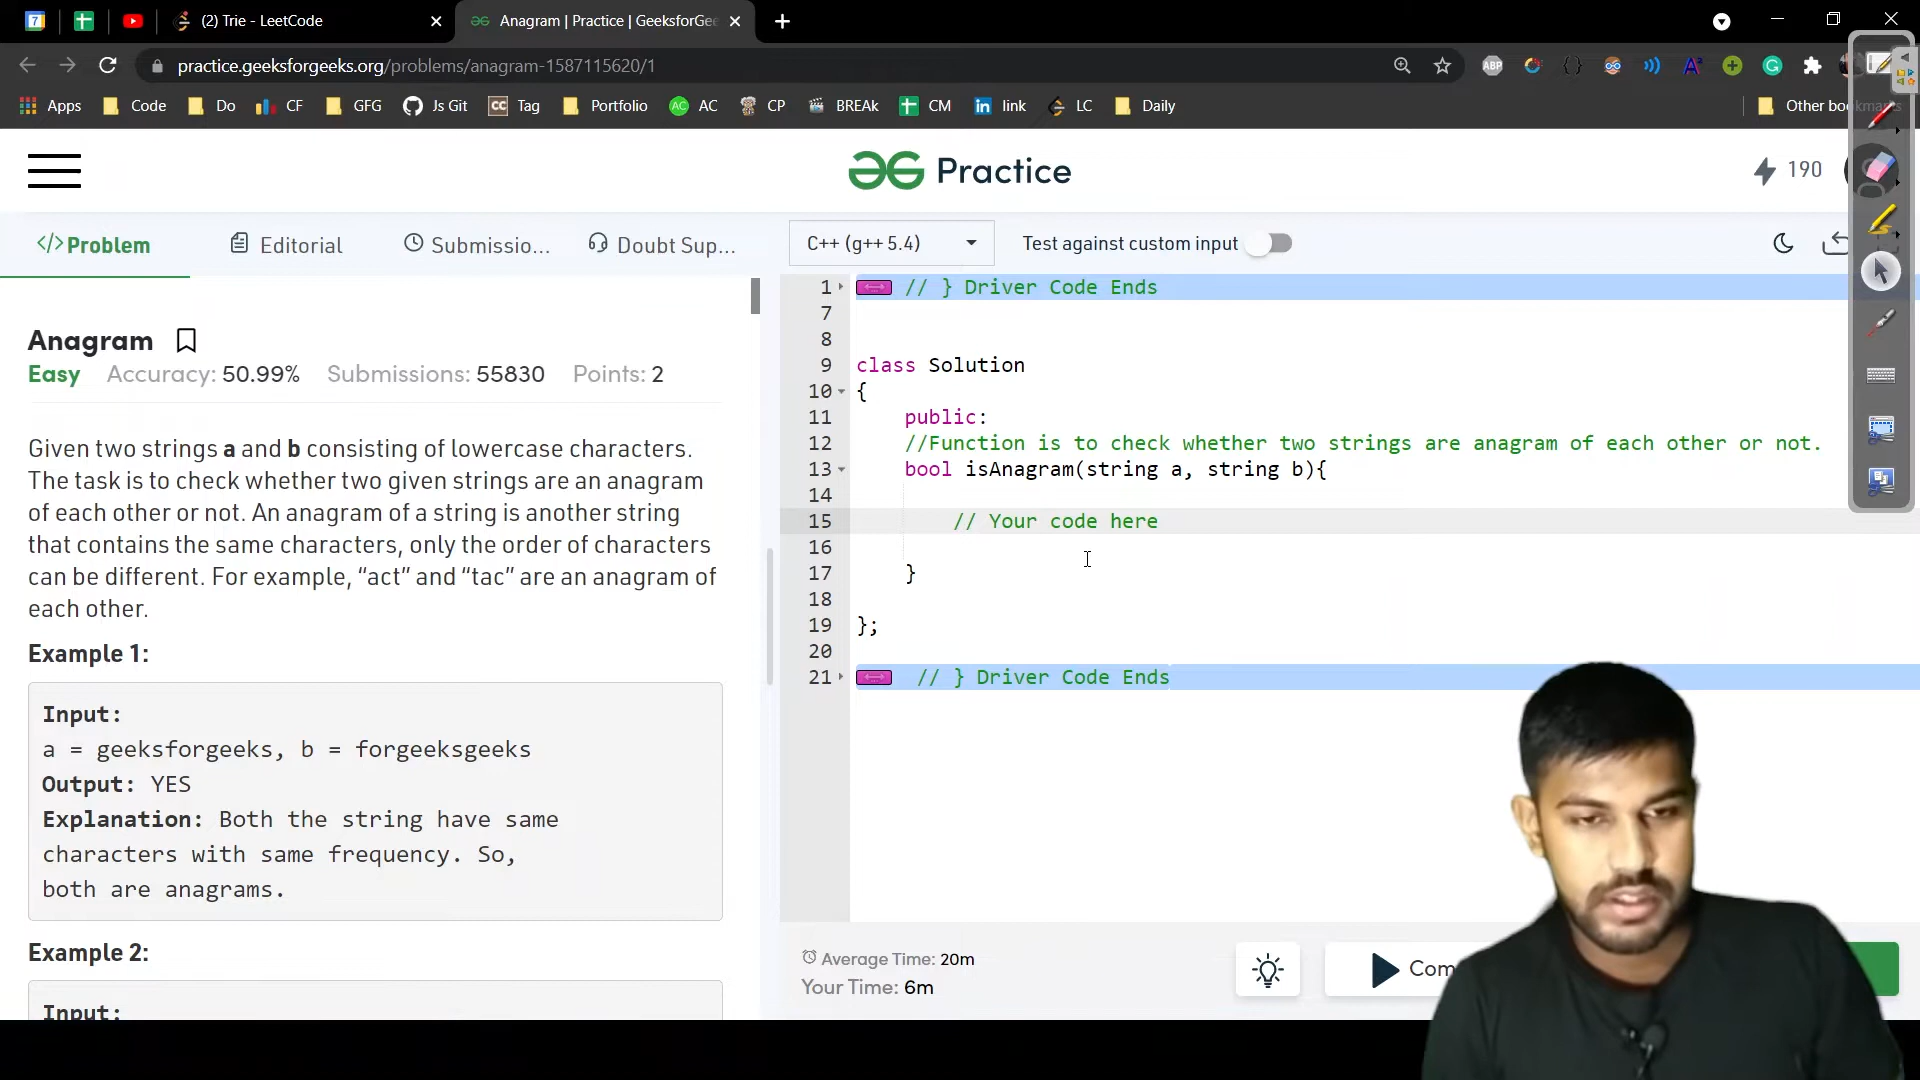 7
(2) Trie - LeetCode
Anagram | Practice | GeeksforGee
practice.geeksforgeeks.org/problems/anagram-1587115620/1
ABP
Apps
Code
Do
CF
GFG
Js Git
CC Tag
Portfolio
AC AC
CP
BREAk
CM
in link
LC
Daily
Other bookmarks
Practice
190
</>Problem
Editorial
Submissio...
Doubt Sup...
C++ (g++ 5.4)
Test against custom input
Anagram
Easy Accuracy: 50.99% Submissions: 55830 Points: 2
Given two strings a and b consisting of lowercase characters.
The task is to check whether two given strings are an anagram
of each other or not. An anagram of a string is another string
that contains the same characters, only the order of characters
can be different. For example, “act” and “tac” are an anagram of
each other.
Example 1:
Input:
a = geeksforgeeks, b = forgeeksgeeks
Output: YES
Explanation: Both the string have same
characters with same frequency. So,
both are anagrams.
Example 2:
Input:
1 // } Driver Code Ends
7
8
9 class Solution
10 {
11 public:
12 //Function is to check whether two strings are anagram of each other or not.
13 bool isAnagram(string a, string b){
14
15 // Your code here
16
17 }
18
19 };
20
21 // } Driver Code Ends
Average Time: 20m
Your Time: 6m
Com